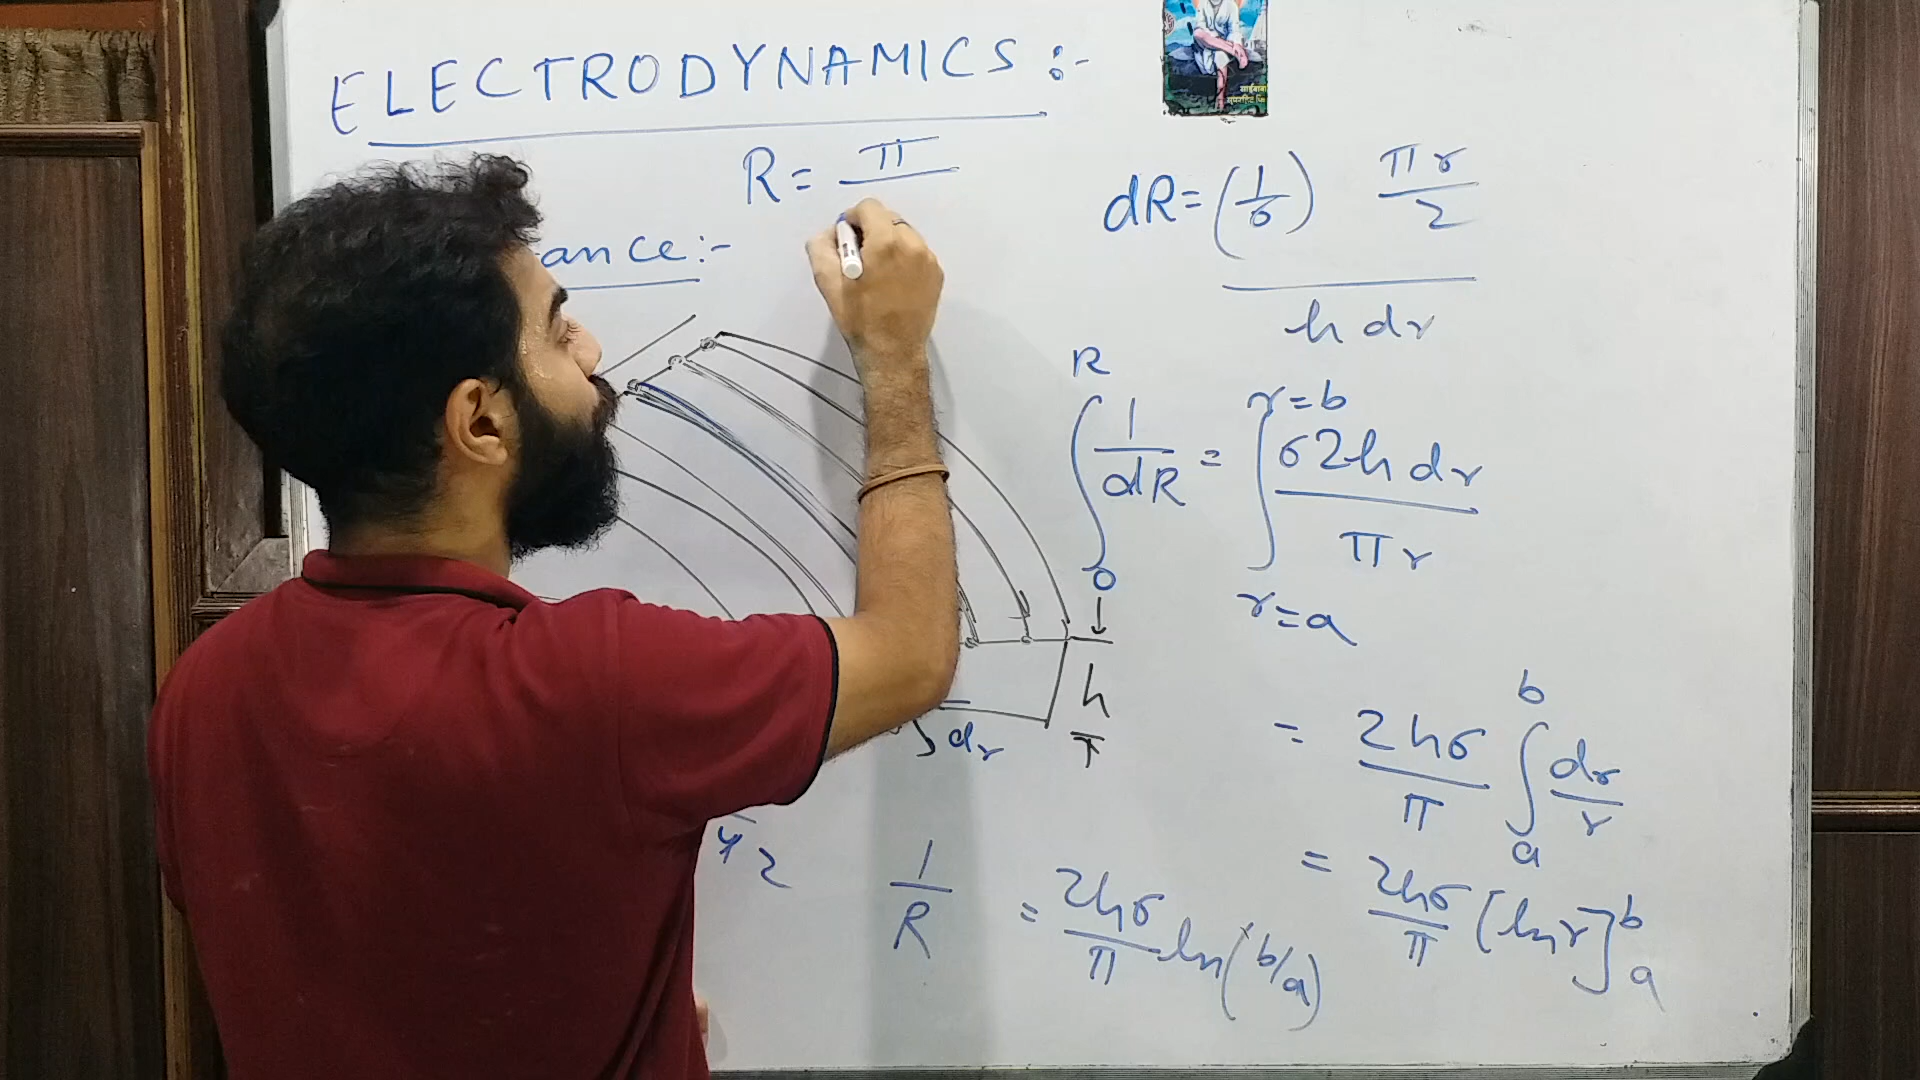 ELECTRODYNAMICS :-
R = π
ance :-
dR = (1/σ) πr/2
h dr
R
∫ 1/dR = ∫ σ2h dr / πr
r=b
0
r=a
h
dr
= 2hσ/π ∫ dr/r
b
a
= 2hσ/π [ln r]
b
a
1/R = 2hσ/π ln(b/a)